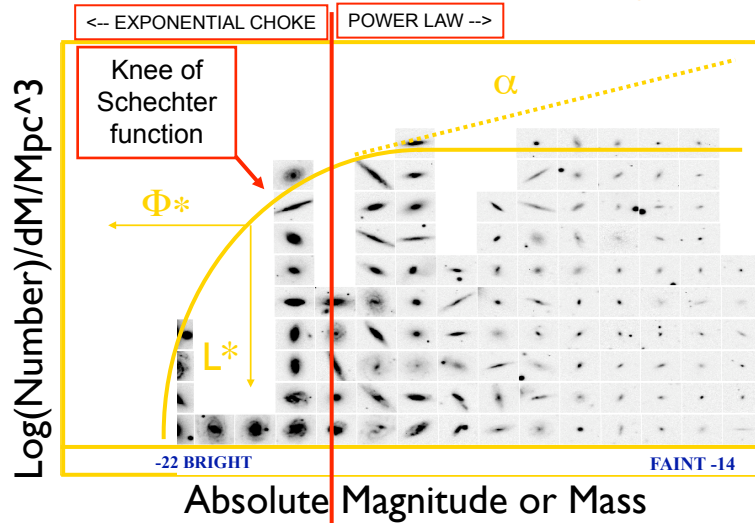 <-- EXPONENTIAL CHOKE
POWER LAW -->
Knee of
Schechter
function
α
Φ*
L*
Log(Number)/dM/Mpc^3
-22 BRIGHT
FAINT -14
Absolute Magnitude or Mass